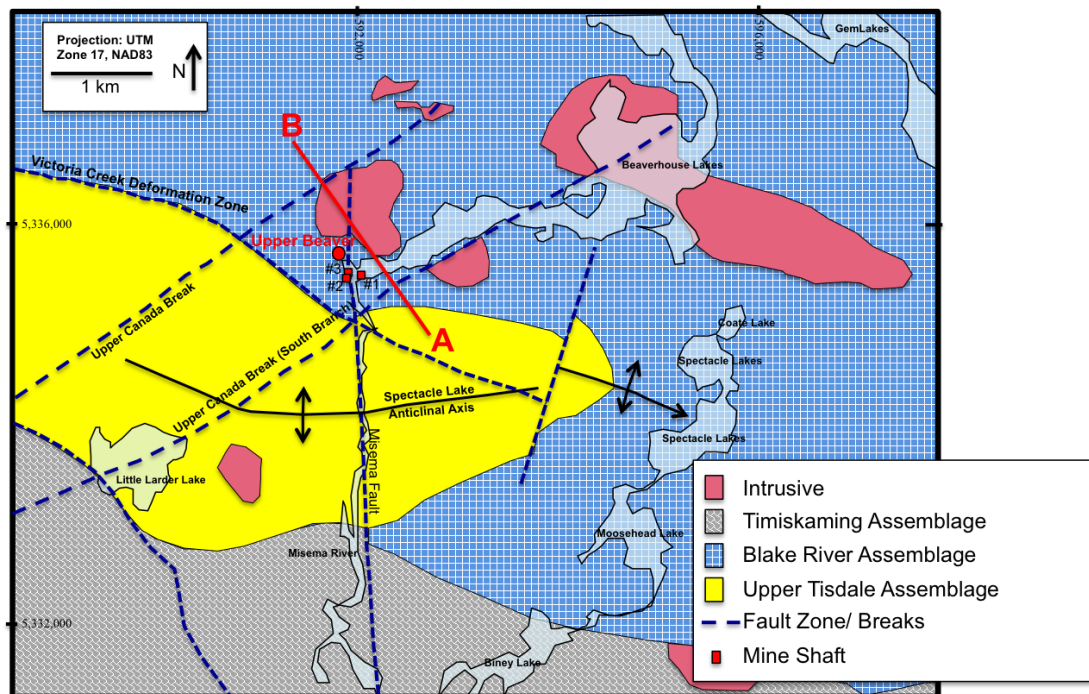 Projection: UTM
Zone 17, NAD83
N
1 km
592,000
596,000
GemLakes
B
Beaverhouse Lakes
Victoria Creek Deformation Zone
5,336,000
Upper Beaver
#3
#2
#1
Upper Canada Break
Upper Canada Break (South Branch)
A
Coate Lake
Spectacle Lakes
Spectacle Lake
Anticlinal Axis
Spectacle Lakes
Misema Fault
Little Larder Lake
Moosehead Lake
Misema River
5,332,000
Biney Lake
Intrusive
Timiskaming Assemblage
Blake River Assemblage
Upper Tisdale Assemblage
Fault Zone/ Breaks
Mine Shaft